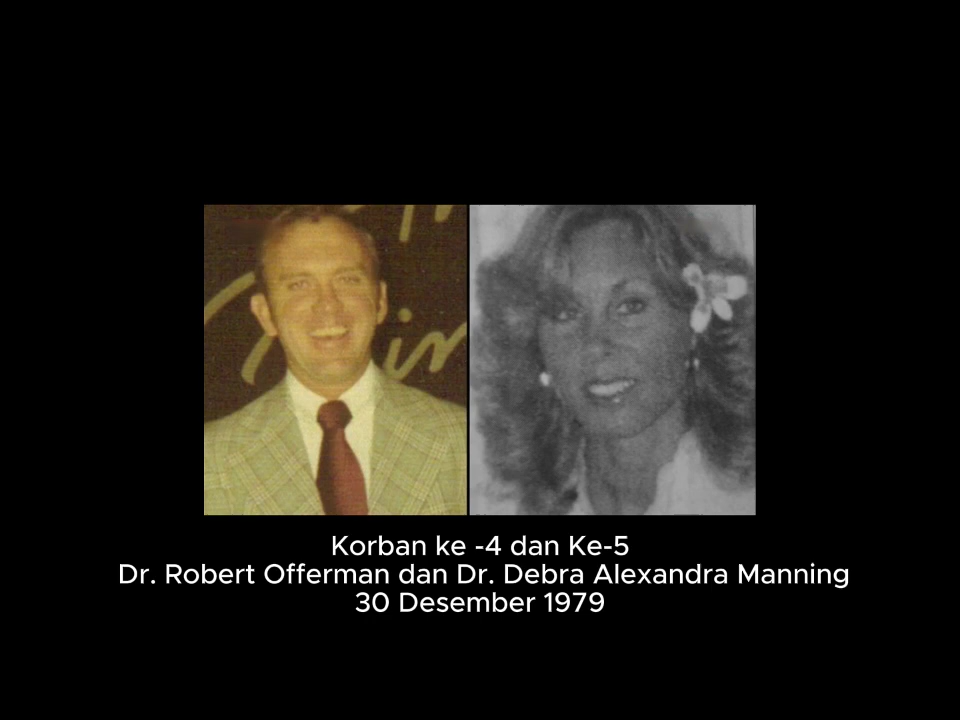 Korban ke -4 dan Ke-5
Dr. Robert Offerman dan Dr. Debra Alexandra Manning
30 Desember 1979